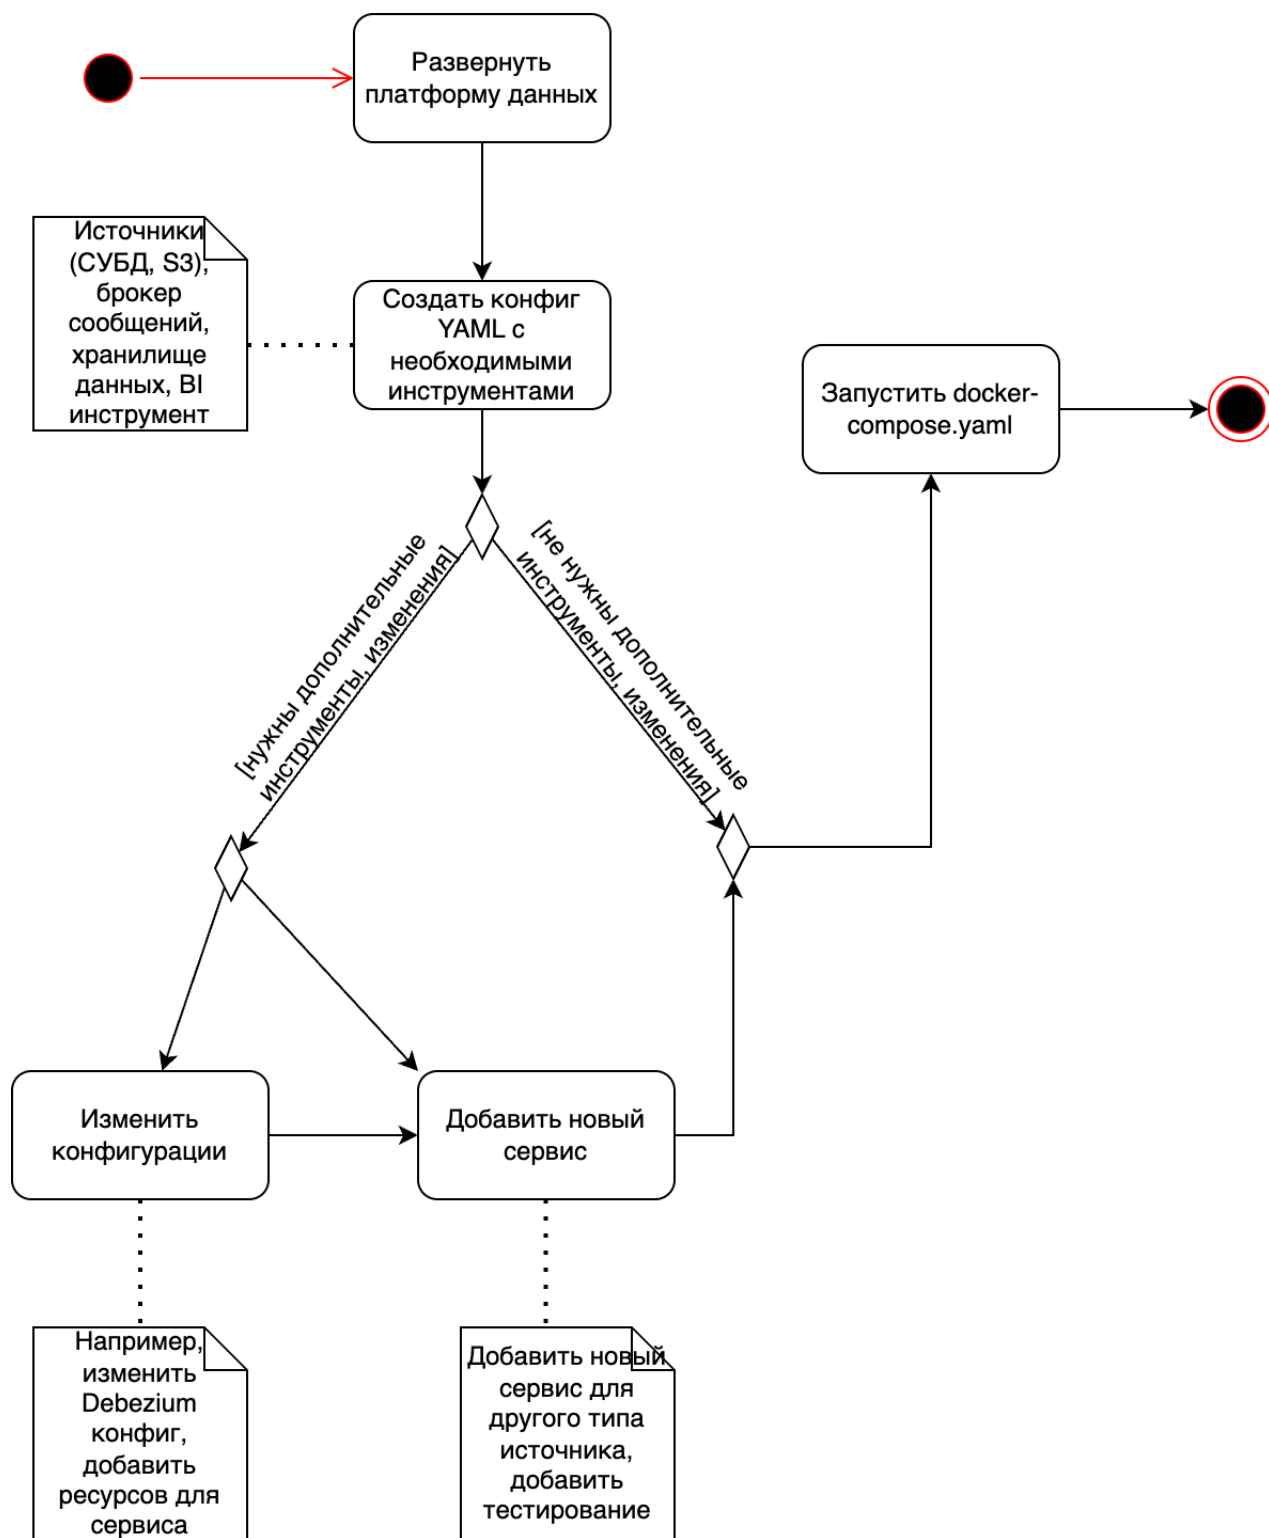 Развернуть
платформу данных
Источники
(СУБД, S3),
брокер
сообщений,
хранилище
данных, BI
инструмент
Создать конфиг
YAML с
необходимыми
инструментами
Запустить docker-
compose.yaml
[нужны дополнительные
инструменты, изменения]
[не нужны дополнительные
инструменты, изменения]
Изменить
конфигурации
Добавить новый
сервис
Например,
изменить
Debezium
конфиг,
добавить
ресурсов для
сервиса
Добавить новый
сервис для
другого типа
источника,
добавить
тестирование